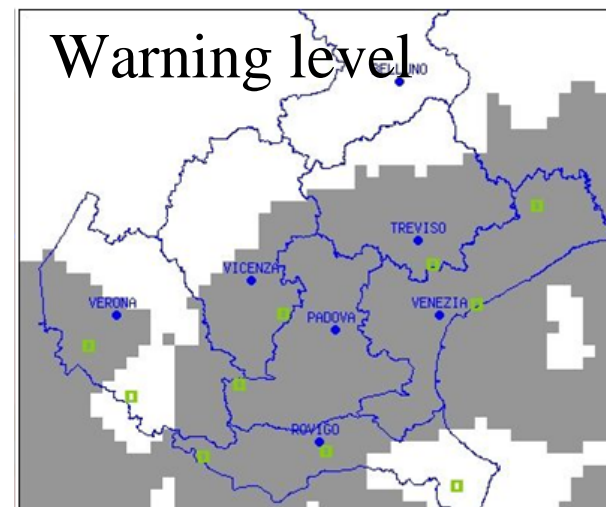 Warning level
BELLUNO
TREVISO
VICENZA
VERONA
PADOVA
VENEZIA
ROVIGO